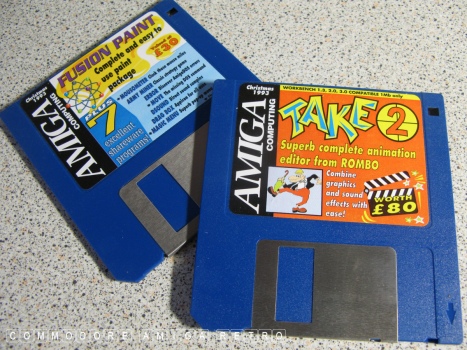 Christmas
1993
AMIGA
COMPUTING
FUSION PAINT
Complete and easy to
use paint
package
Worth
£30
PLUS
7
excellent
shareware
programs!
Christmas
1993
AMIGA
COMPUTING
WORKBENCH 1.3, 2.0, 3.0 COMPATIBLE 1Mb only
TAKE 2
Superb complete animation
editor from ROMBO
Combine
graphics
and sound
effects with
ease!
WORTH
£80
COMMODORE AMIGA RETRO